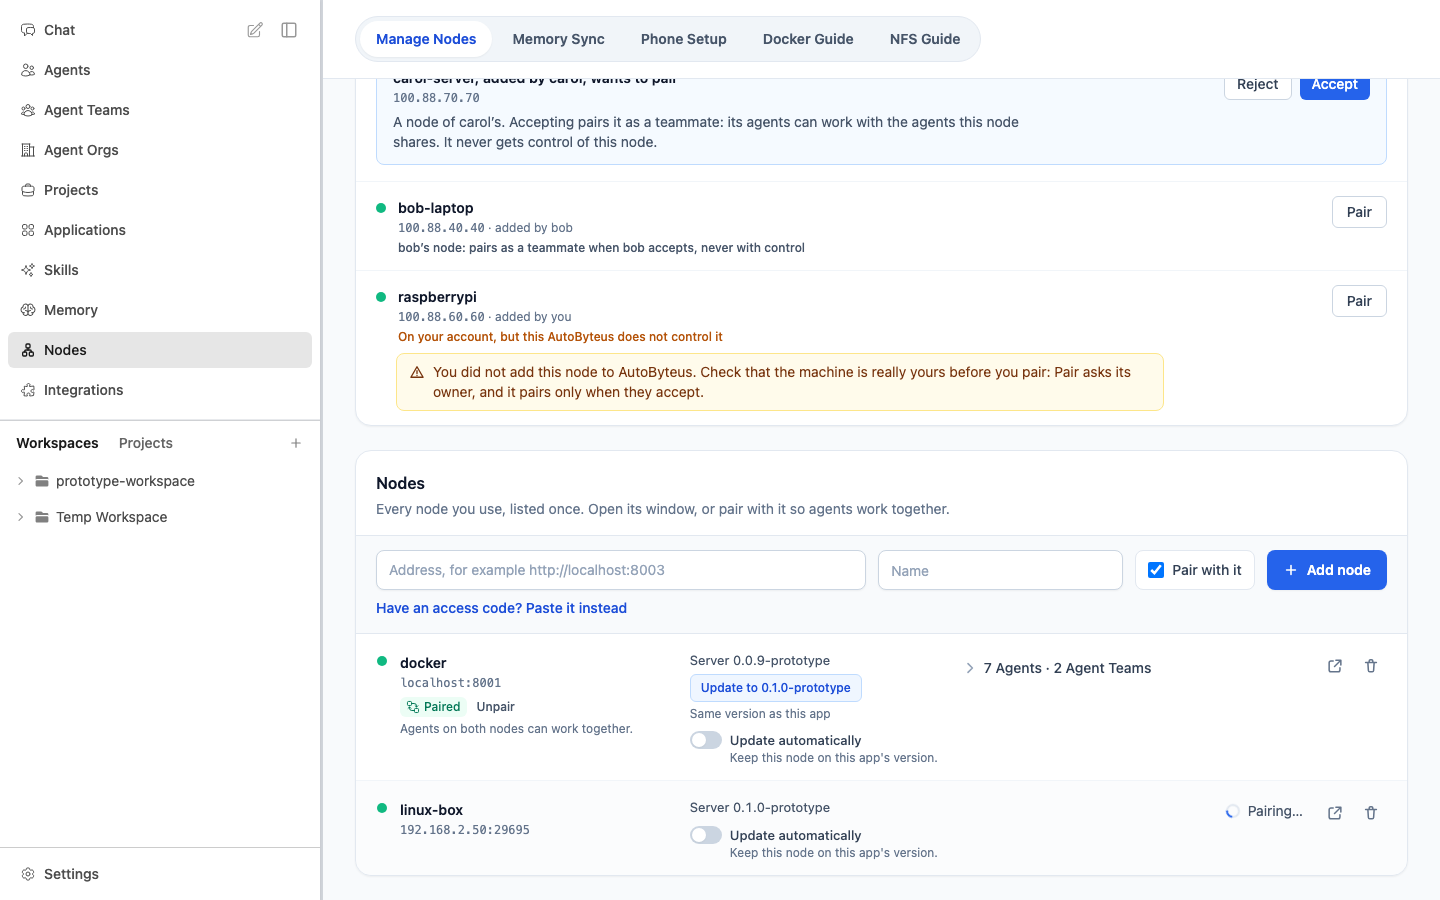 Chat
Agents
Agent Teams
Agent Orgs
Projects
Applications
Skills
Memory
Nodes
Integrations
Workspaces
Projects
prototype-workspace
Temp Workspace
Settings
Manage Nodes
Memory Sync
Phone Setup
Docker Guide
NFS Guide
carol-server, added by carol, wants to pair
100.88.70.70
A node of carol’s. Accepting pairs it as a teammate: its agents can work with the agents this node
shares. It never gets control of this node.
Reject
Accept
bob-laptop
100.88.40.40 · added by bob
bob’s node: pairs as a teammate when bob accepts, never with control
Pair
raspberrypi
100.88.60.60 · added by you
On your account, but this AutoByteus does not control it
Pair
You did not add this node to AutoByteus. Check that the machine is really yours before you pair: Pair asks its
owner, and it pairs only when they accept.
Nodes
Every node you use, listed once. Open its window, or pair with it so agents work together.
Address, for example http://localhost:8003
Name
Pair with it
Add node
Have an access code? Paste it instead
docker
localhost:8001
Paired
Unpair
Agents on both nodes can work together.
Server 0.0.9-prototype
Update to 0.1.0-prototype
Same version as this app
Update automatically
Keep this node on this app's version.
7 Agents · 2 Agent Teams
linux-box
192.168.2.50:29695
Server 0.1.0-prototype
Update automatically
Keep this node on this app's version.
Pairing...